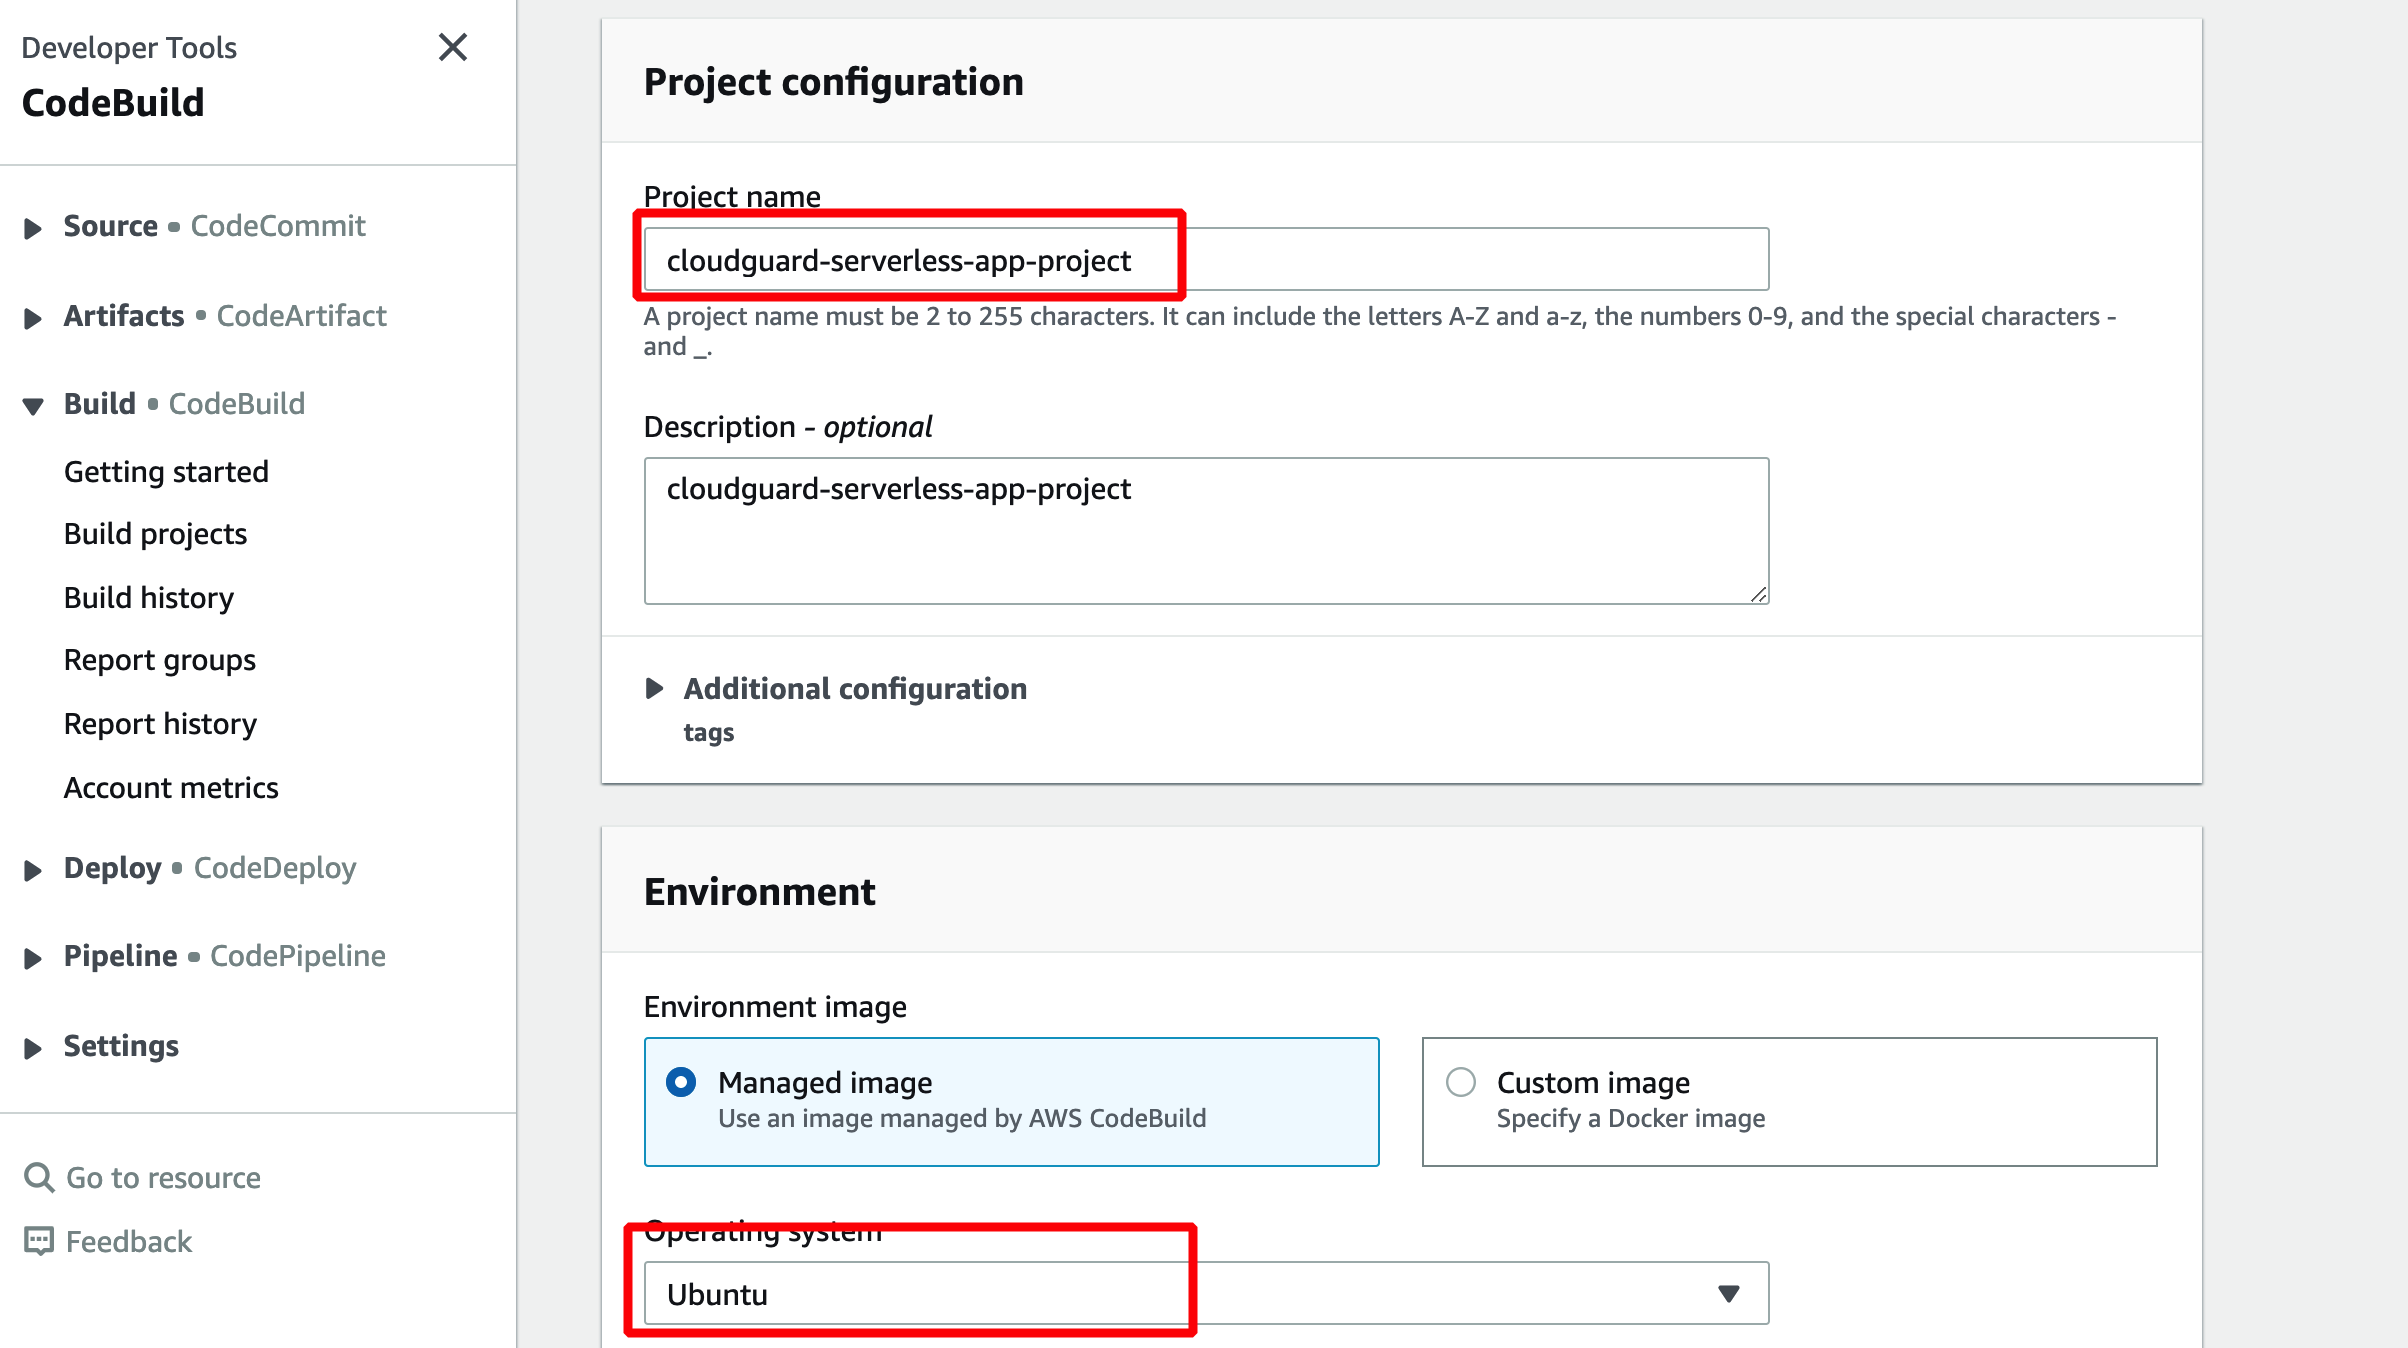 Developer Tools
CodeBuild
Source • CodeCommit
Artifacts • CodeArtifact
Build • CodeBuild
Getting started
Build projects
Build history
Report groups
Report history
Account metrics
Deploy • CodeDeploy
Pipeline • CodePipeline
Settings
Go to resource
Feedback
Project configuration
Project name
cloudguard-serverless-app-project
A project name must be 2 to 255 characters. It can include the letters A-Z and a-z, the numbers 0-9, and the special characters -
and _.
Description - optional
cloudguard-serverless-app-project
Additional configuration
tags
Environment
Environment image
Managed image
Use an image managed by AWS CodeBuild
Custom image
Specify a Docker image
Operating system
Ubuntu